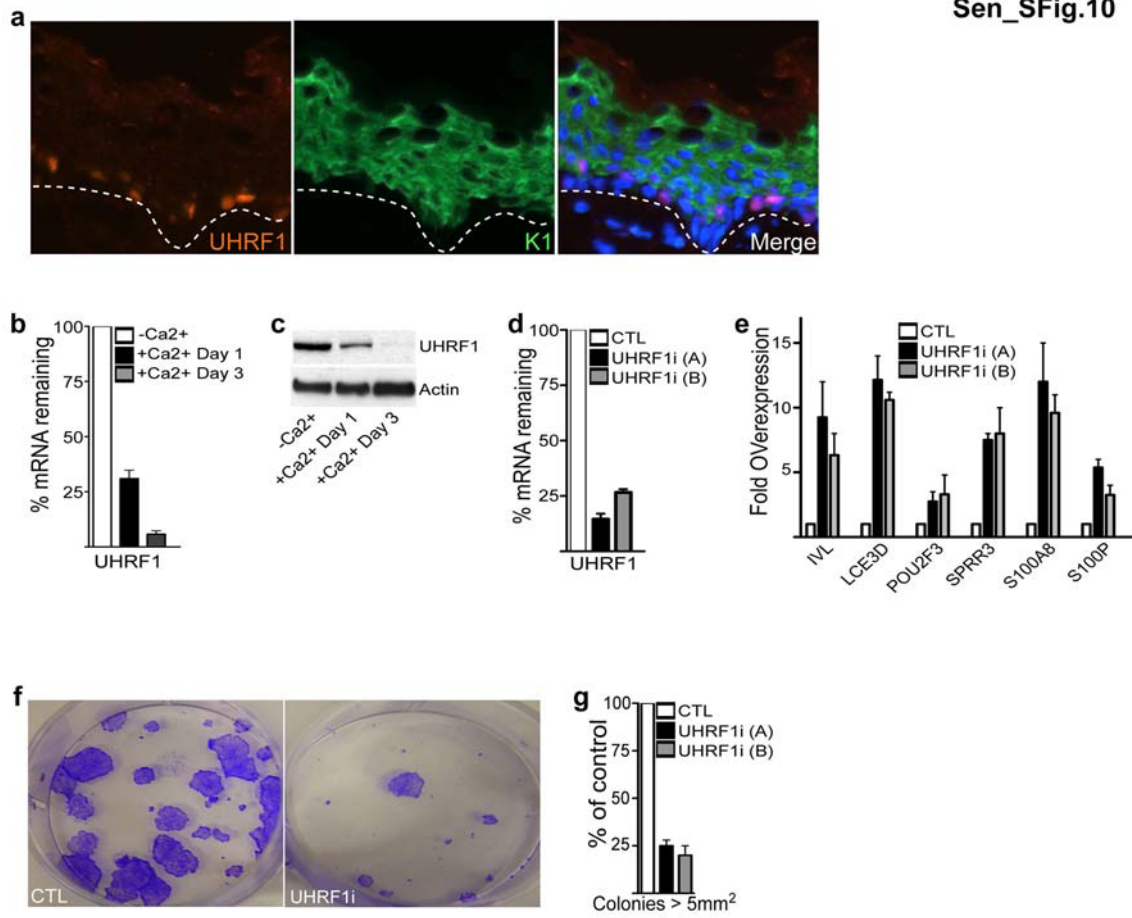 Sen_SFig.10
a
UHRF1
K1
Merge
b
100
75
50
25
% mRNA remaining
-Ca2+
+Ca2+ Day 1
+Ca2+ Day 3
UHRF1
c
UHRF1
Actin
-Ca2+
+Ca2+ Day 1
+Ca2+ Day 3
d
100
75
50
25
% mRNA remaining
CTL
UHRF1i (A)
UHRF1i (B)
UHRF1
e
15
10
5
Fold OVerexpression
CTL
UHRF1i (A)
UHRF1i (B)
IVL
LCE3D
POU2F3
SPRR3
S100A8
S100P
f
CTL
UHRF1i
g
100
75
50
25
% of control
CTL
UHRF1i (A)
UHRF1i (B)
Colonies > 5mm²